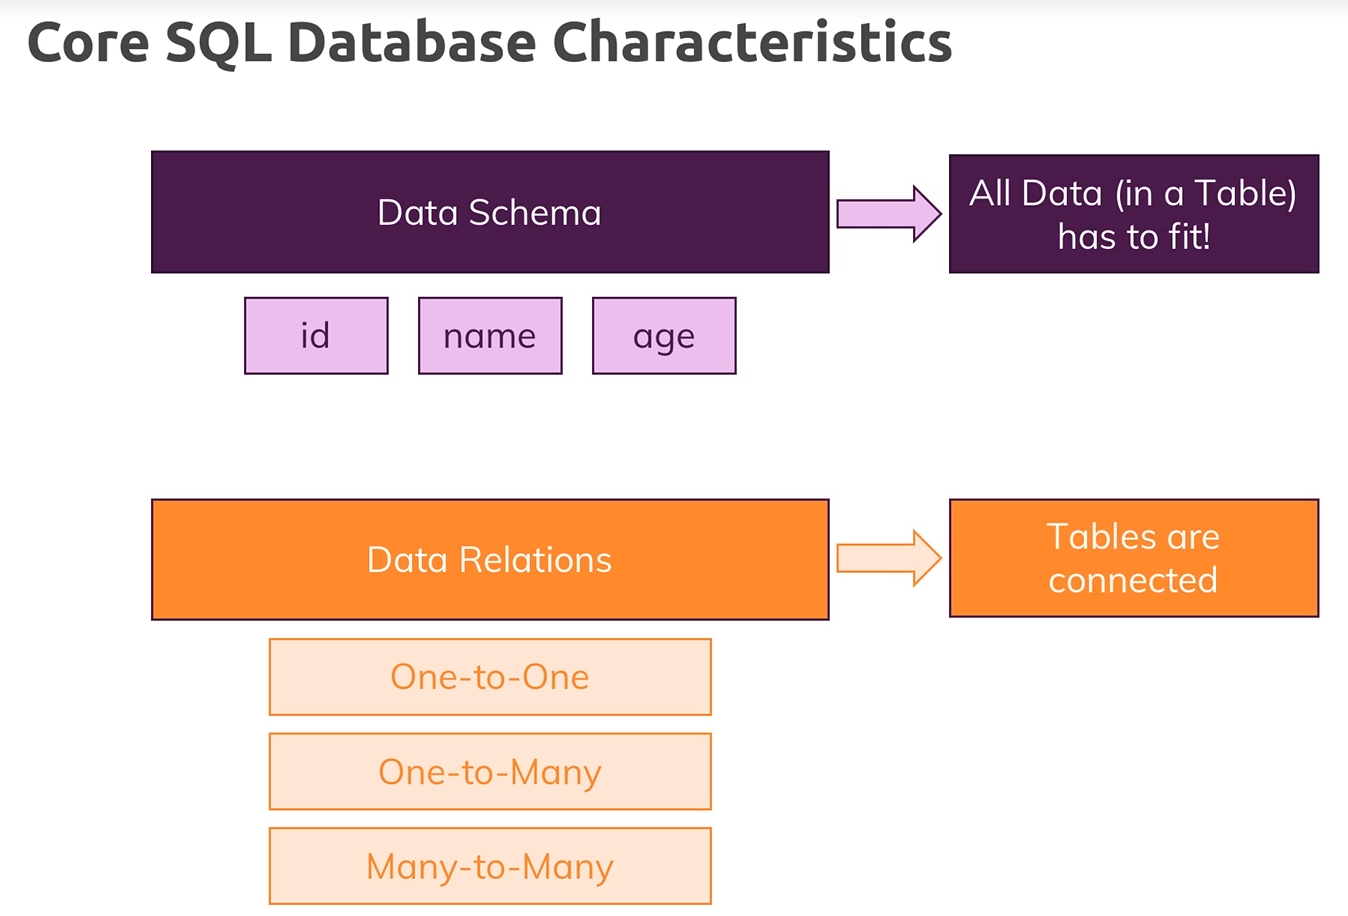 Core SQL Database Characteristics
Data Schema
All Data (in a Table)
has to fit!
id
name
age
Data Relations
Tables are
connected
One-to-One
One-to-Many
Many-to-Many